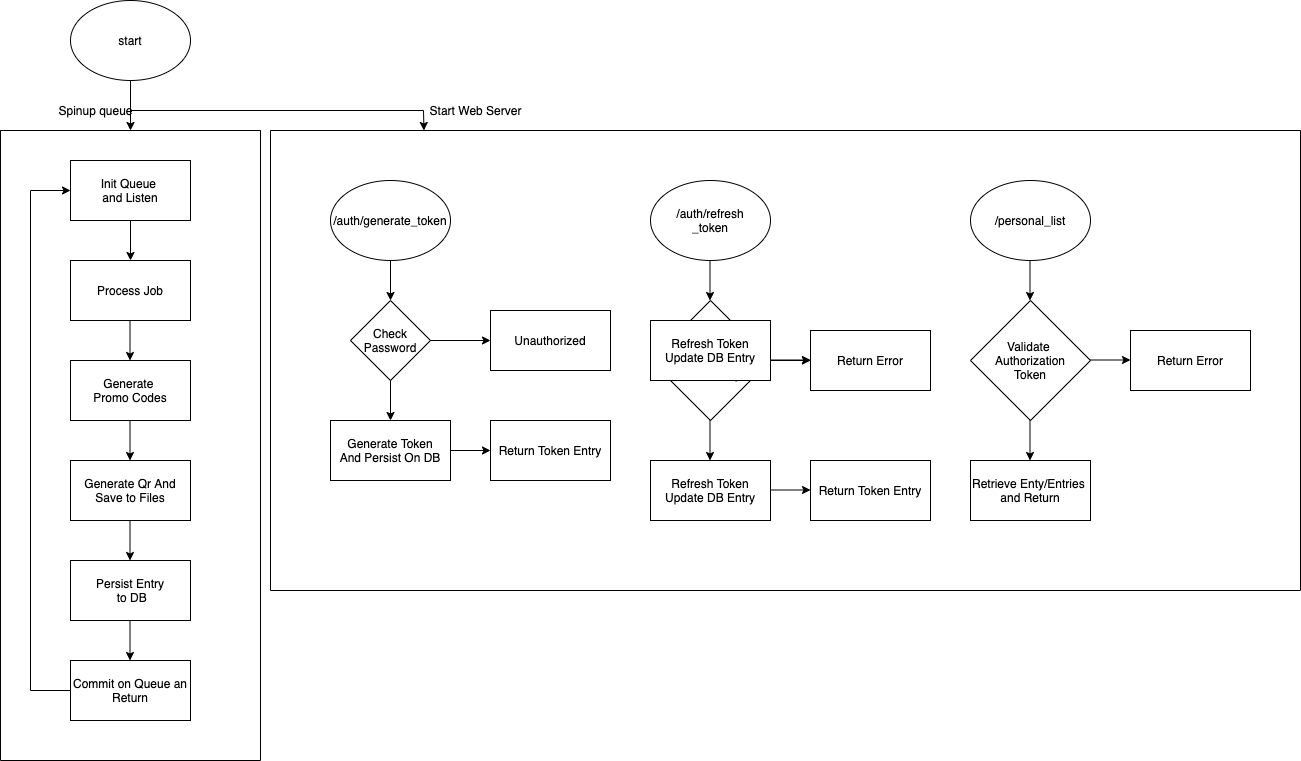 start
Spinup queue
Start Web Server
Init Queue
and Listen
Process Job
Generate
Promo Codes
Generate Qr And
Save to Files
Persist Entry
to DB
Commit on Queue an
Return
/auth/generate_token
Check
Password
Unauthorized
Generate Token
And Persist On DB
Return Token Entry
/auth/refresh
_token
Refresh Token
Update DB Entry
Return Error
Refresh Token
Update DB Entry
Return Token Entry
/personal_list
Validate
Authorization
Token
Return Error
Retrieve Enty/Entries
and Return